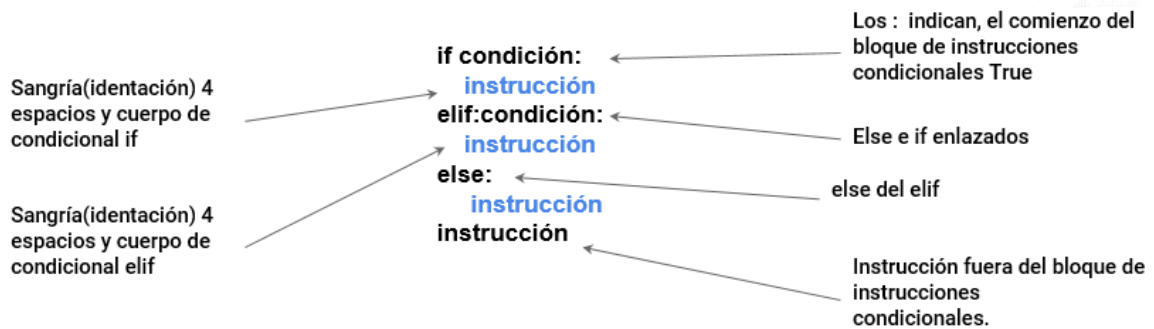 Los : indican, el comienzo del
bloque de instrucciones
condicionales True
if condición:
instrucción
Sangría(identación) 4
espacios y cuerpo de
condicional if
elif:condición:
Else e if enlazados
instrucción
else:
else del elif
instrucción
Sangría(identación) 4
espacios y cuerpo de
condicional elif
instrucción
Instrucción fuera del bloque de
instrucciones
condicionales.